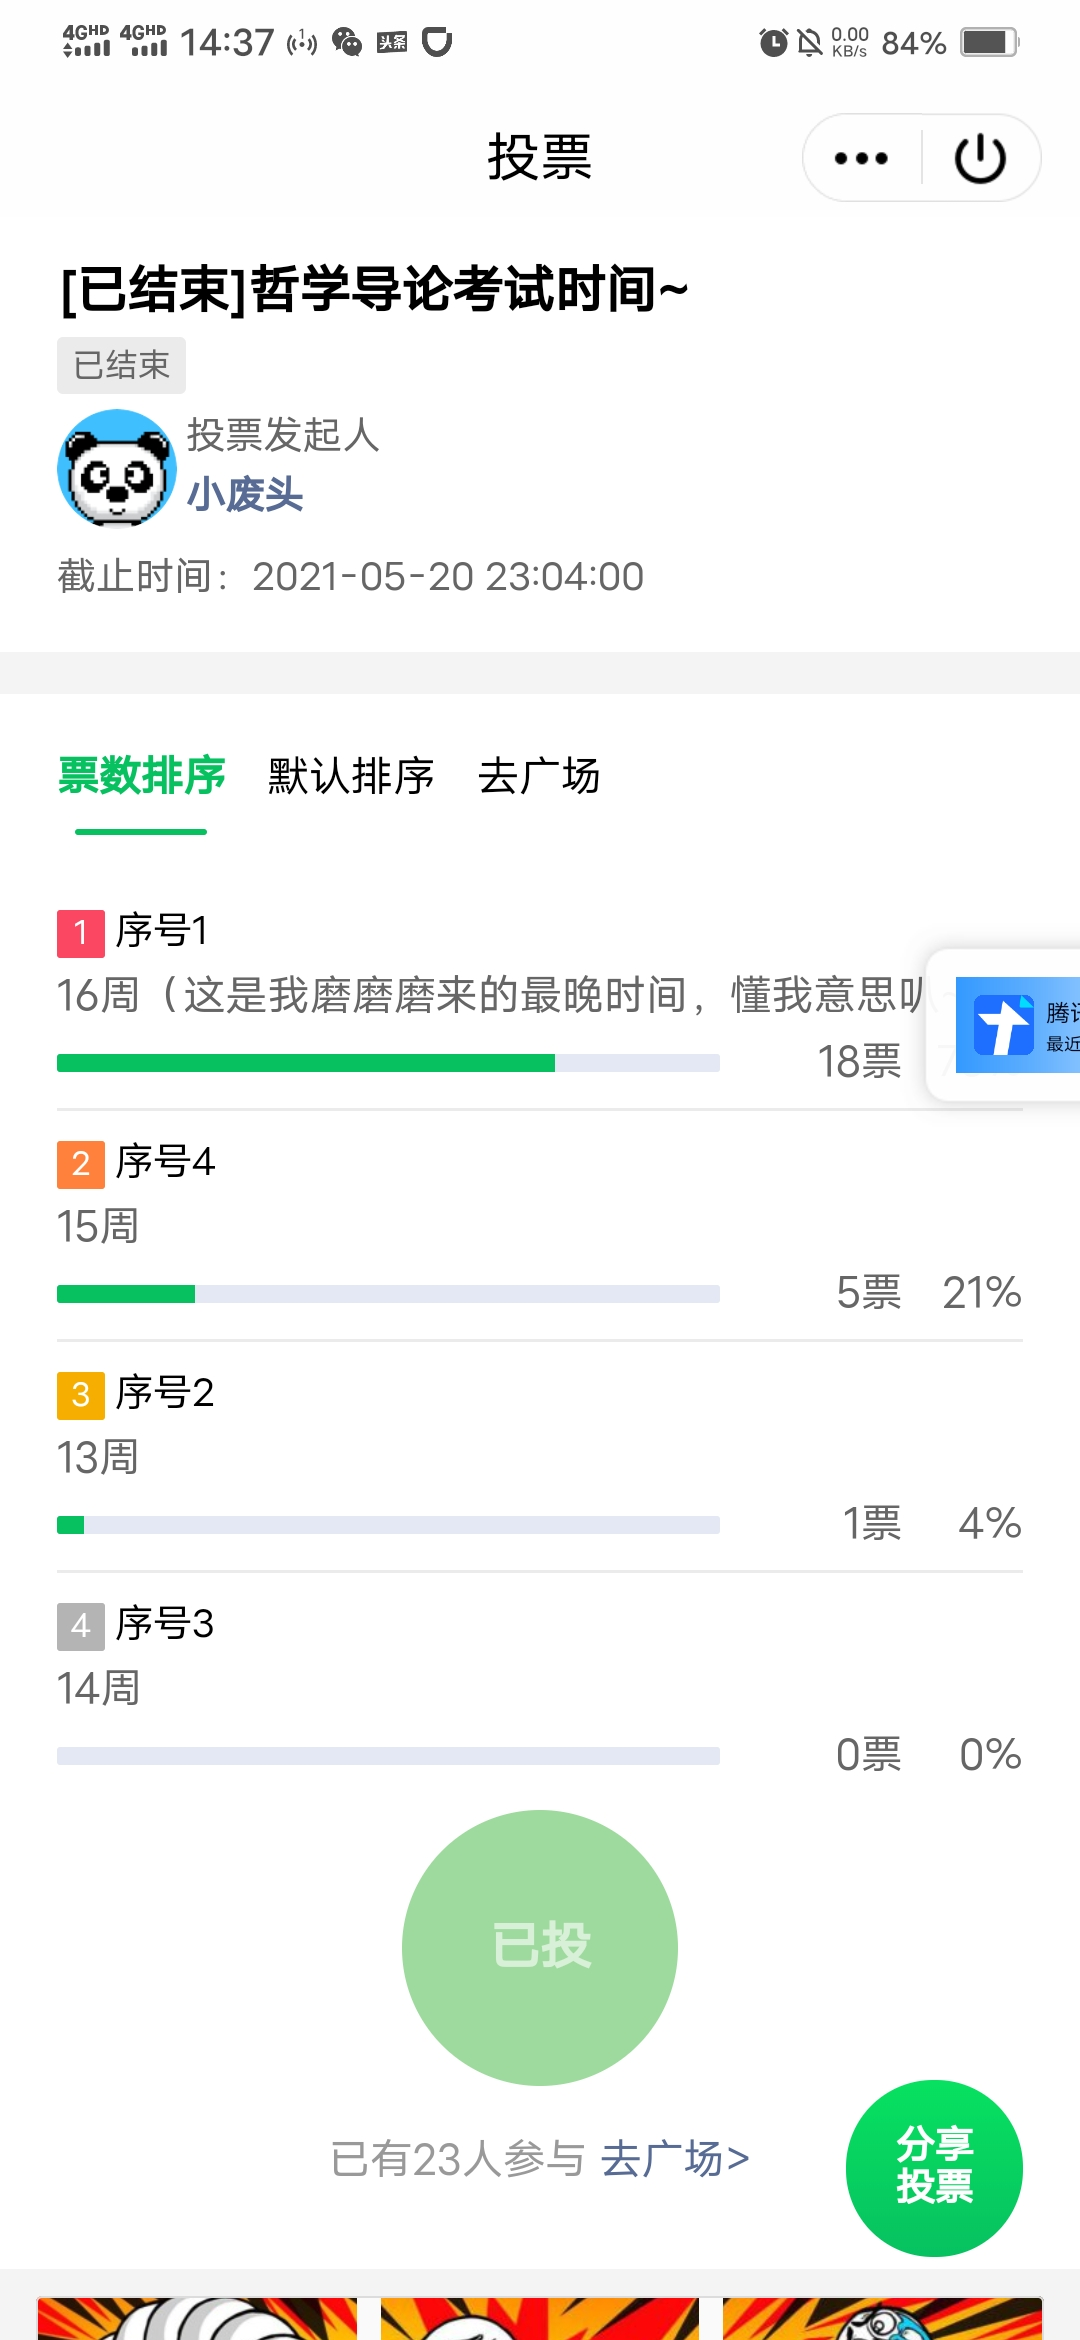 4GHD 4GHD 14:37 头条 0.00 KB/s 84%
投票
[已结束]哲学导论考试时间~
已结束
投票发起人
小废头
截止时间：2021-05-20 23:04:00
票数排序 默认排序 去广场
1 序号1
16周（这是我磨磨磨来的最晚时间，懂我意思叭
腾讯
最近
18票
2 序号4
15周
5票 21%
3 序号2
13周
1票 4%
4 序号3
14周
0票 0%
已投
已有23人参与 去广场>
分享
投票